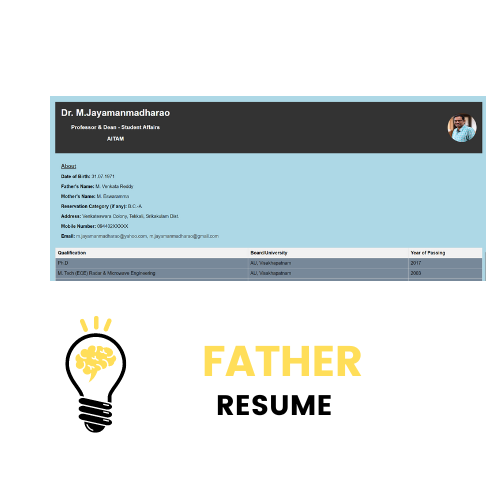 Dr. M.Jayamanmadharao
Professor & Dean - Student Affairs
AITAM
About
Date of Birth: 31.07.1971
Father's Name: M. Venkata Reddy
Mother's Name: M. Eswaramma
Reservation Category (if any): B.C.-A
Address: Venkateswara Colony, Tekkali, Srikakulam Dist.
Mobile Number: 984402XXXXX
Email: m.jayamanmadharao@yahoo.com, m.jayamanmadharao@gmail.com
Qualification Board/University Year of Passing
Ph.D AU, Visakhapatnam 2017
M. Tech (ECE) Radar & Microwave Engineering AU, Visakhapatnam 2003
FATHER
RESUME